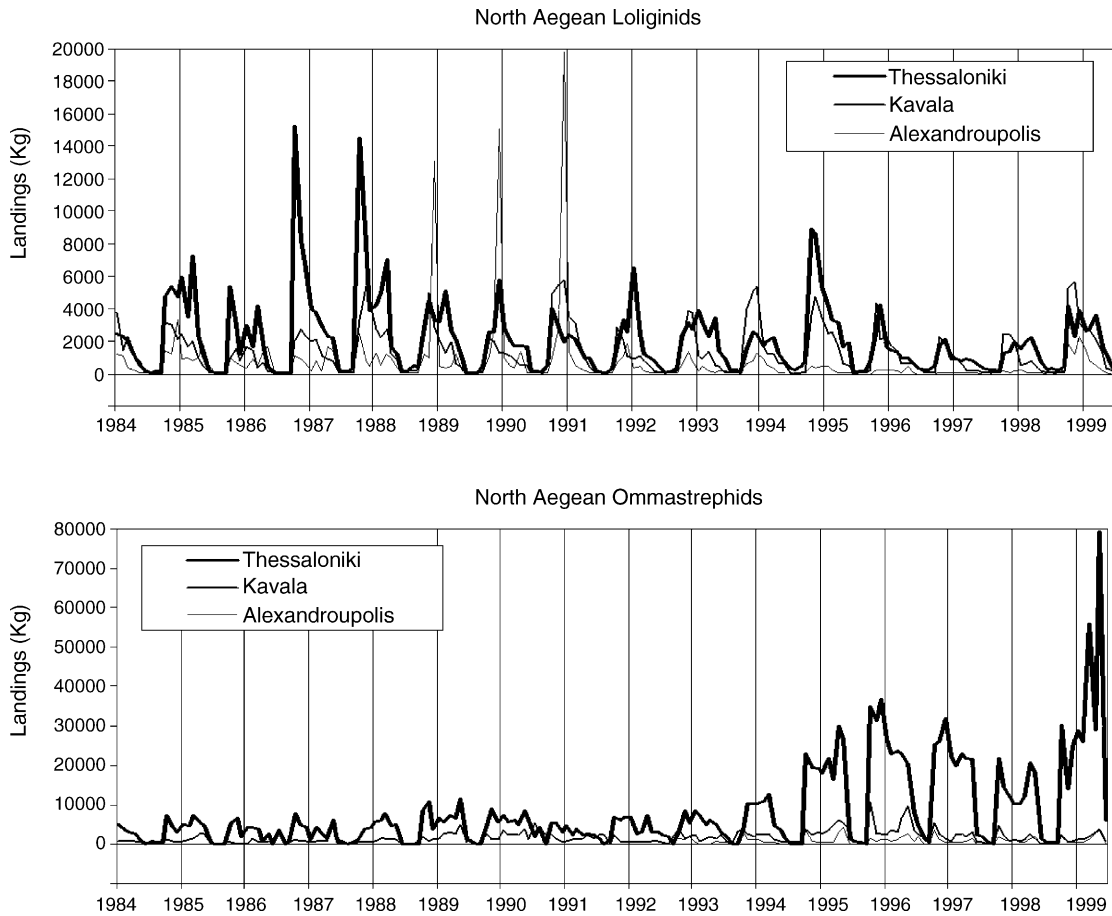 North Aegean Loliginids
20000
18000
16000
14000
12000
10000
8000
6000
4000
2000
0
Landings (Kg)
Thessaloniki
Kavala
Alexandroupolis
1984 1985 1986 1987 1988 1989 1990 1991 1992 1993 1994 1995 1996 1997 1998 1999
North Aegean Ommastrephids
80000
70000
60000
50000
40000
30000
20000
10000
0
Landings (Kg)
Thessaloniki
Kavala
Alexandroupolis
1984 1985 1986 1987 1988 1989 1990 1991 1992 1993 1994 1995 1996 1997 1998 1999